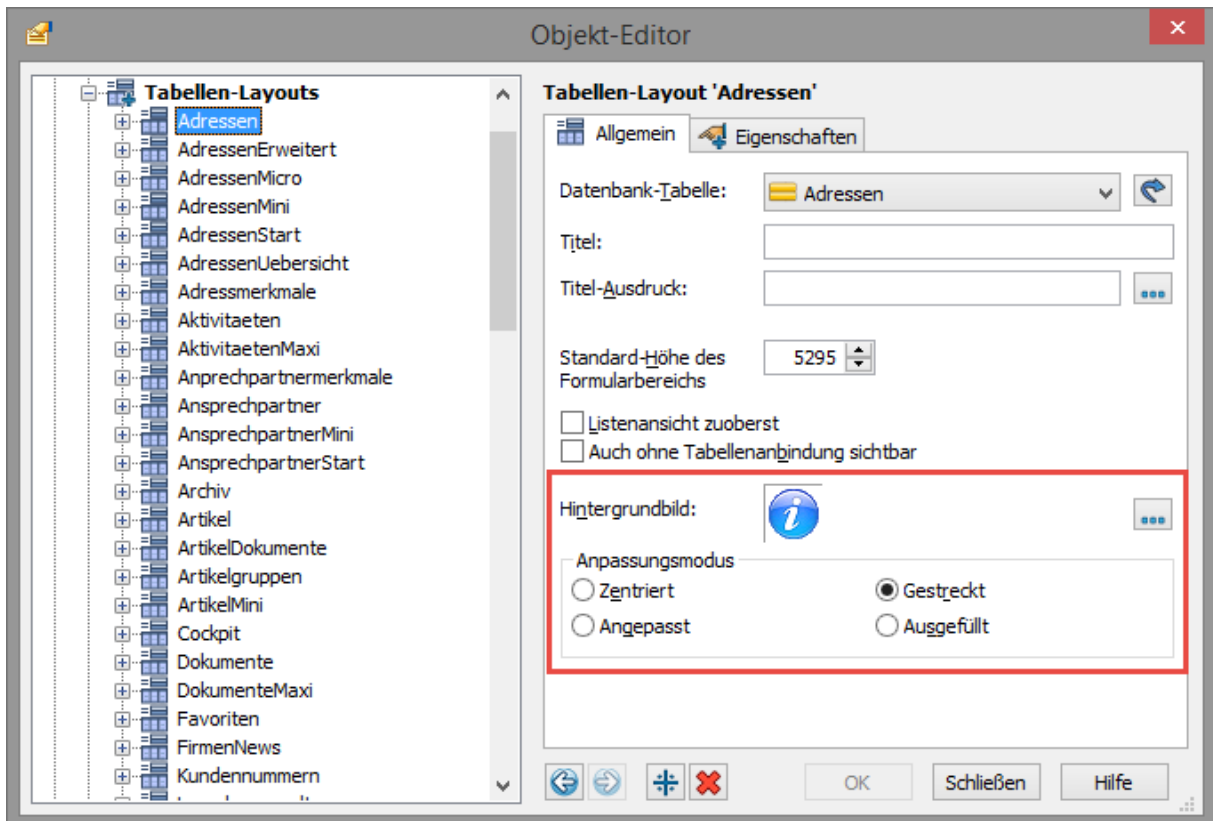 Objekt-Editor
Tabellen-Layouts
Adressen
AdressenErweitert
AdressenMicro
AdressenMini
AdressenStart
AdressenUebersicht
Adressmerkmale
Aktivitaeten
AktivitaetenMaxi
Anprechpartnermerkmale
Ansprechpartner
AnsprechpartnerMini
AnsprechpartnerStart
Archiv
Artikel
ArtikelDokumente
Artikelgruppen
ArtikelMini
Cockpit
Dokumente
DokumenteMaxi
Favoriten
FirmenNews
Kundennummern
Tabellen-Layout 'Adressen'
Allgemein Eigenschaften
Datenbank-Tabelle: Adressen
Titel:
Titel-Ausdruck:
Standard-Höhe des 5295
Formularbereichs
Listenansicht zuoberst
Auch ohne Tabellenanbindung sichtbar
Hintergrundbild:
Anpassungsmodus
Zentriert Gestreckt
Angepasst Ausgefüllt
OK Schließen Hilfe